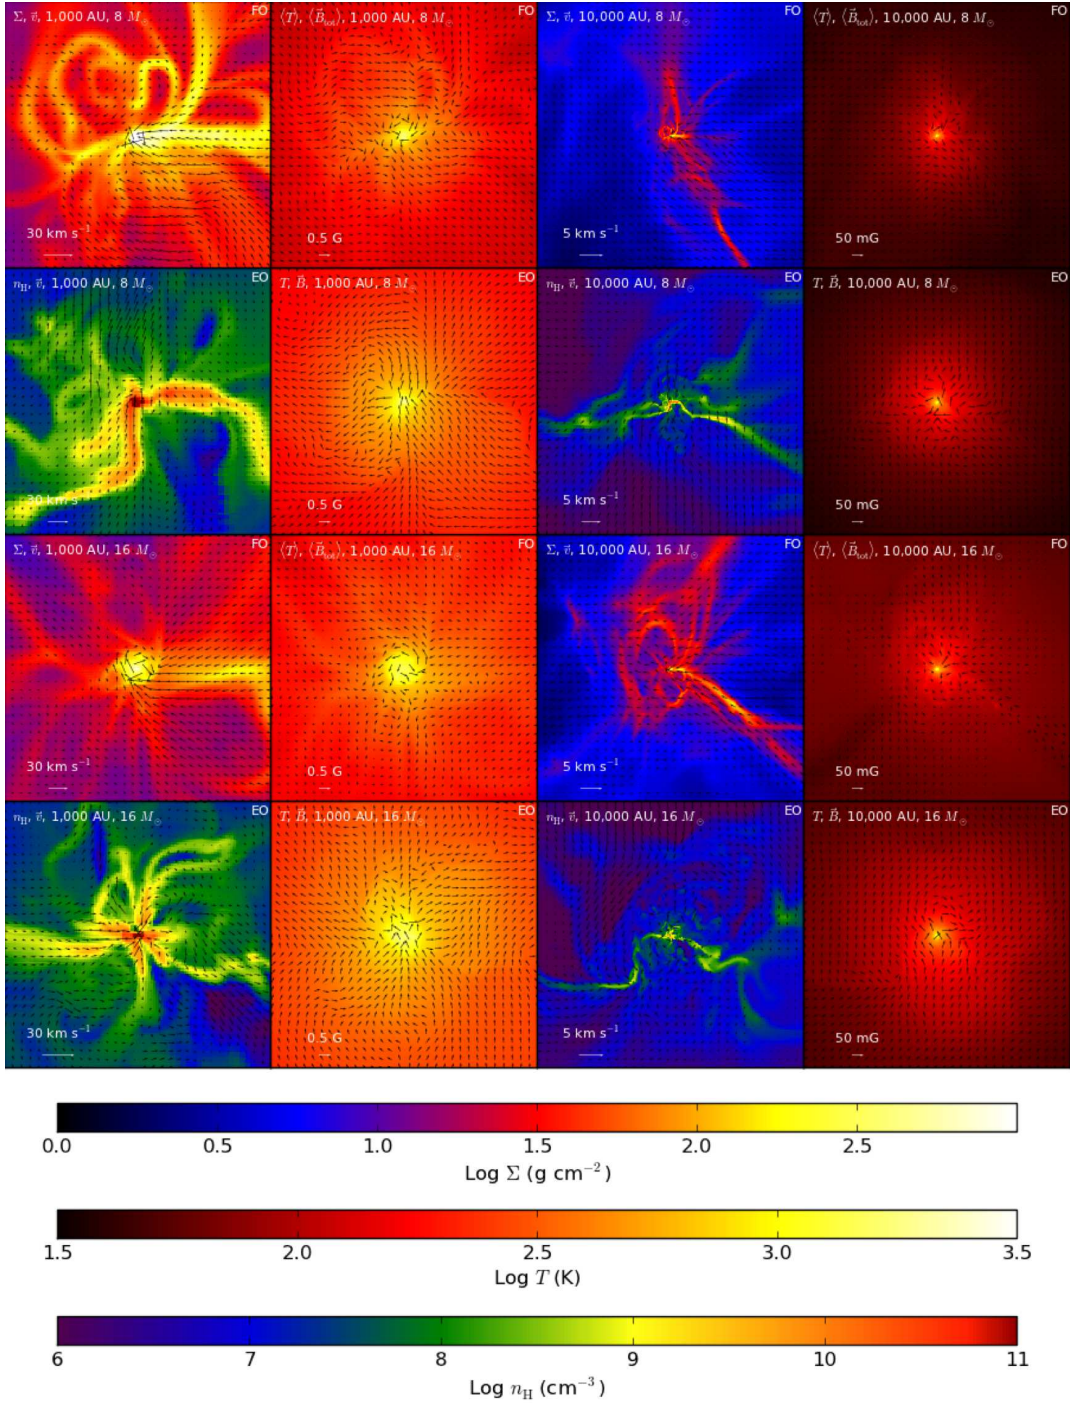 Σ, v⃗, 1,000 AU, 8 M☉ FO
⟨T⟩, ⟨B⃗tot⟩, 1,000 AU, 8 M☉ FO
Σ, v⃗, 10,000 AU, 8 M☉ FO
⟨T⟩, ⟨B⃗tot⟩, 10,000 AU, 8 M☉ FO
30 km s⁻¹
0.5 G
5 km s⁻¹
50 mG
nH, v⃗, 1,000 AU, 8 M☉ EO
T, B⃗, 1,000 AU, 8 M☉ EO
nH, v⃗, 10,000 AU, 8 M☉ EO
T, B⃗, 10,000 AU, 8 M☉ EO
30 km s⁻¹
0.5 G
5 km s⁻¹
50 mG
Σ, v⃗, 1,000 AU, 16 M☉ FO
⟨T⟩, ⟨B⃗tot⟩, 1,000 AU, 16 M☉ FO
Σ, v⃗, 10,000 AU, 16 M☉ FO
⟨T⟩, ⟨B⃗tot⟩, 10,000 AU, 16 M☉ FO
30 km s⁻¹
0.5 G
5 km s⁻¹
50 mG
nH, v⃗, 1,000 AU, 16 M☉ EO
T, B⃗, 1,000 AU, 16 M☉ EO
nH, v⃗, 10,000 AU, 16 M☉ EO
T, B⃗, 10,000 AU, 16 M☉ EO
30 km s⁻¹
0.5 G
5 km s⁻¹
50 mG
0.0 0.5 1.0 1.5 2.0 2.5
Log Σ (g cm⁻²)
1.5 2.0 2.5 3.0 3.5
Log T (K)
6 7 8 9 10 11
Log nH (cm⁻³)